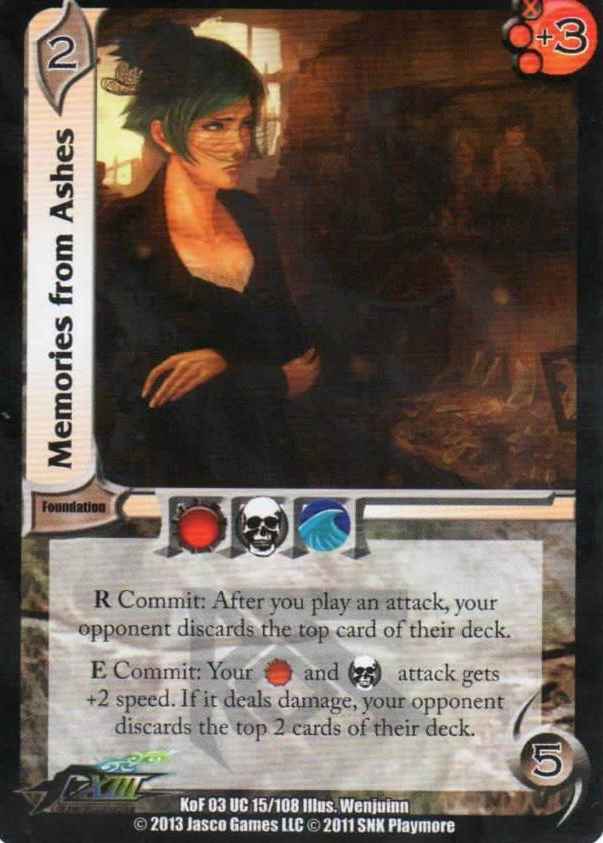 2
+3
Memories from Ashes
Foundation
R Commit: After you play an attack, your
opponent discards the top card of their deck.
E Commit: Your and attack gets
+2 speed. If it deals damage, your opponent
discards the top 2 cards of their deck.
5
XIII
KoF 03 UC 15/108 Illus. Wenjuinn
© 2013 Jasco Games LLC © 2011 SNK Playmore